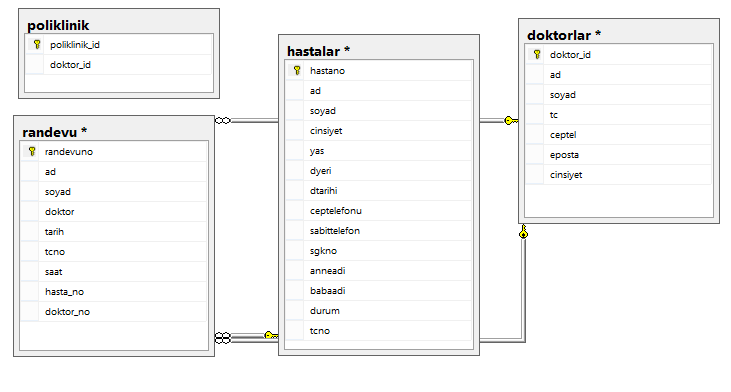 poliklinik
poliklinik_id
doktor_id
randevu *
randevuno
ad
soyad
doktor
tarih
tcno
saat
hasta_no
doktor_no
hastalar *
hastano
ad
soyad
cinsiyet
yas
dyeri
dtarihi
ceptelefonu
sabittelefon
sgkno
anneadi
babaadi
durum
tcno
doktorlar *
doktor_id
ad
soyad
tc
ceptel
eposta
cinsiyet